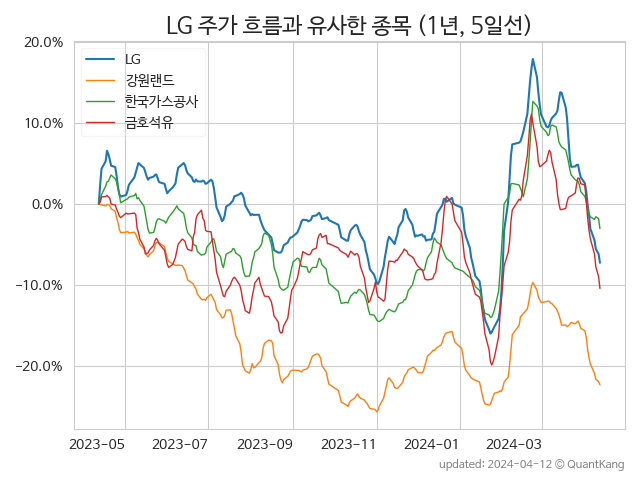 LG 주가 흐름과 유사한 종목 (1년, 5일선)
20.0%
10.0%
0.0%
−10.0%
−20.0%
LG
강원랜드
한국가스공사
금호석유
2023-05 2023-07 2023-09 2023-11 2024-01 2024-03
updated: 2024-04-12 © QuantKang